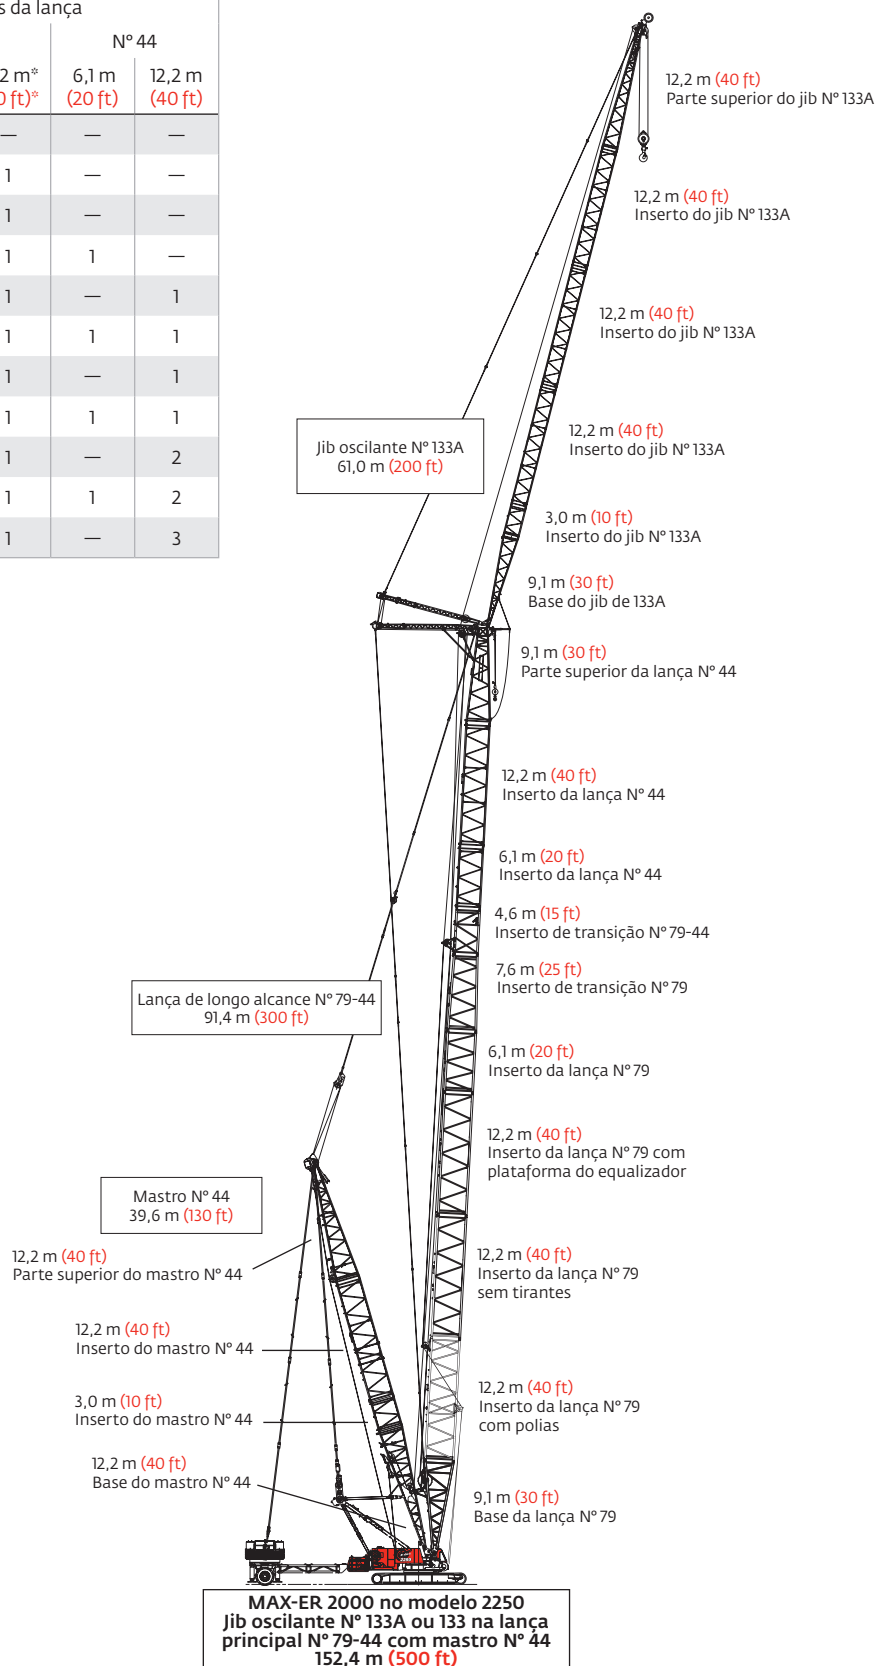 s da lança
Nº 44
2 m* 6,1 m 12,2 m
ft)* (20 ft) (40 ft)
— — —
1 — —
1 — —
1 1 —
1 — 1
1 1 1
1 — 1
1 1 1
1 — 2
1 1 2
1 — 3
12,2 m (40 ft)
Parte superior do jib Nº 133A
12,2 m (40 ft)
Inserto do jib Nº 133A
12,2 m (40 ft)
Inserto do jib Nº 133A
12,2 m (40 ft)
Inserto do jib Nº 133A
Jib oscilante Nº 133A
61,0 m (200 ft)
3,0 m (10 ft)
Inserto do jib Nº 133A
9,1 m (30 ft)
Base do jib de 133A
9,1 m (30 ft)
Parte superior da lança Nº 44
12,2 m (40 ft)
Inserto da lança Nº 44
6,1 m (20 ft)
Inserto da lança Nº 44
4,6 m (15 ft)
Inserto de transição Nº 79-44
7,6 m (25 ft)
Inserto de transição Nº 79
Lança de longo alcance Nº 79-44
91,4 m (300 ft)
6,1 m (20 ft)
Inserto da lança Nº 79
12,2 m (40 ft)
Inserto da lança Nº 79 com
plataforma do equalizador
Mastro Nº 44
39,6 m (130 ft)
12,2 m (40 ft)
Parte superior do mastro Nº 44
12,2 m (40 ft)
Inserto da lança Nº 79
sem tirantes
12,2 m (40 ft)
Inserto do mastro Nº 44
3,0 m (10 ft)
Inserto do mastro Nº 44
12,2 m (40 ft)
Inserto da lança Nº 79
com polias
12,2 m (40 ft)
Base do mastro Nº 44
9,1 m (30 ft)
Base da lança Nº 79
MAX-ER 2000 no modelo 2250
Jib oscilante Nº 133A ou 133 na lança
principal Nº 79-44 com mastro Nº 44
152,4 m (500 ft)